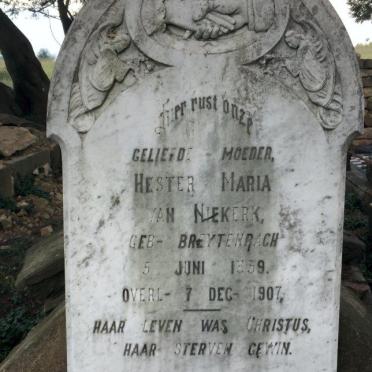 Hier rust onze
GELIEFDE MOEDER,
HESTER MARIA
VAN NIEKERK,
GEB- BREYTENBACH
5 JUNI 1859.
OVERL- 7 DEC- 1907,
HAAR LEVEN WAS CHRISTUS,
HAAR STERVEN GEWIN.